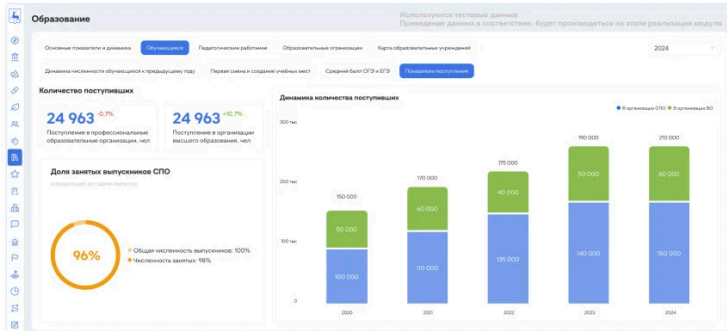 Образование
Используются тестовые данные
Приведение данных в соответствие, будет производиться на этапе реализации модуля
Основные показатели и динамика
Обучающиеся
Педагогические работники
Образовательные организации
Карта образовательных учреждений
2024
Динамика численности обучающихся к предыдущему году
Первая смена и создание учебных мест
Средний балл ОГЭ и ЕГЭ
Показатели поступления
Количество поступивших
24 963 -0,7%
Поступление в профессиональные
образовательные организации, чел
24 963 +10,7%
Поступление в организации
высшего образования, чел
Доля занятых выпускников СПО
следующий за годом выпуска
96%
Общая численность выпускников: 100%
Численность занятых: 98%
Динамика количества поступивших
В организации СПО
В организации ВО
300 тыс
200 тыс
100 тыс
0
150 000
50 000
100 000
2020
170 000
60 000
110 000
2021
175 000
40 000
135 000
2022
190 000
50 000
140 000
2023
210 000
60 000
150 000
2024